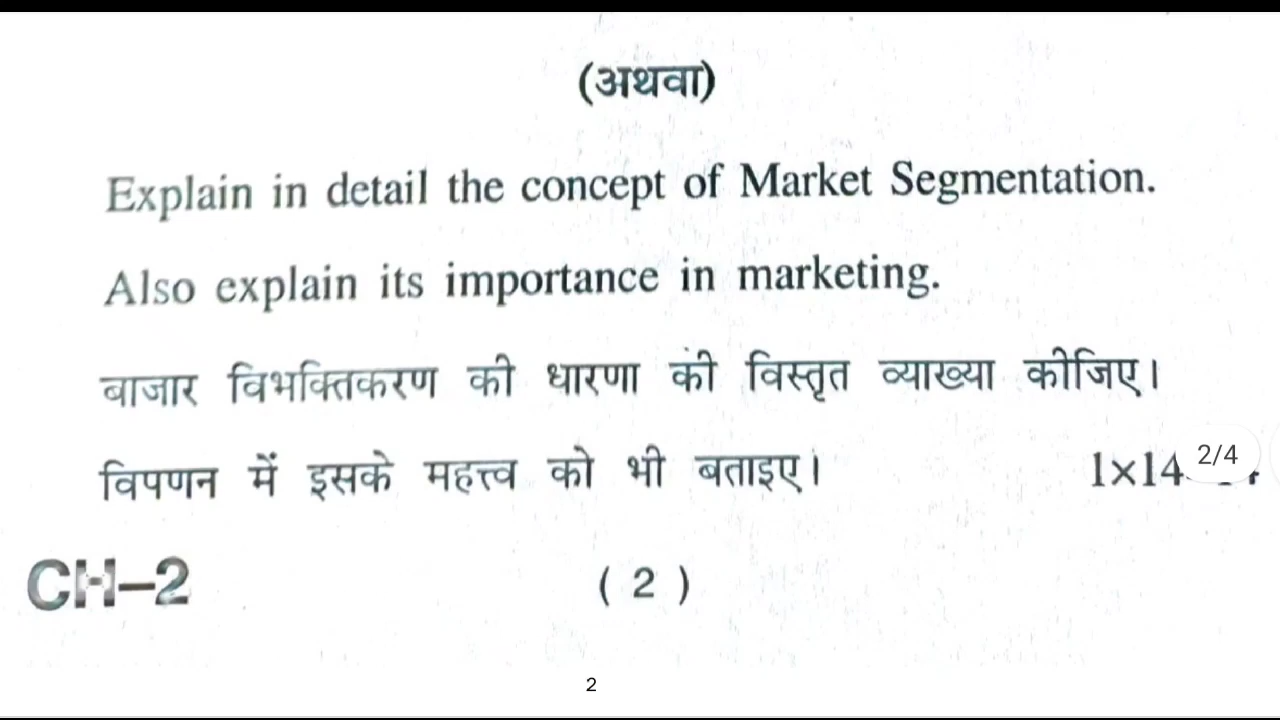 (अथवा)
Explain in detail the concept of Market Segmentation.
Also explain its importance in marketing.
बाजार विभक्तिकरण की धारणा की विस्तृत व्याख्या कीजिए।
विपणन में इसके महत्त्व को भी बताइए। 1×14 2/4
CH-2 ( 2 )
2